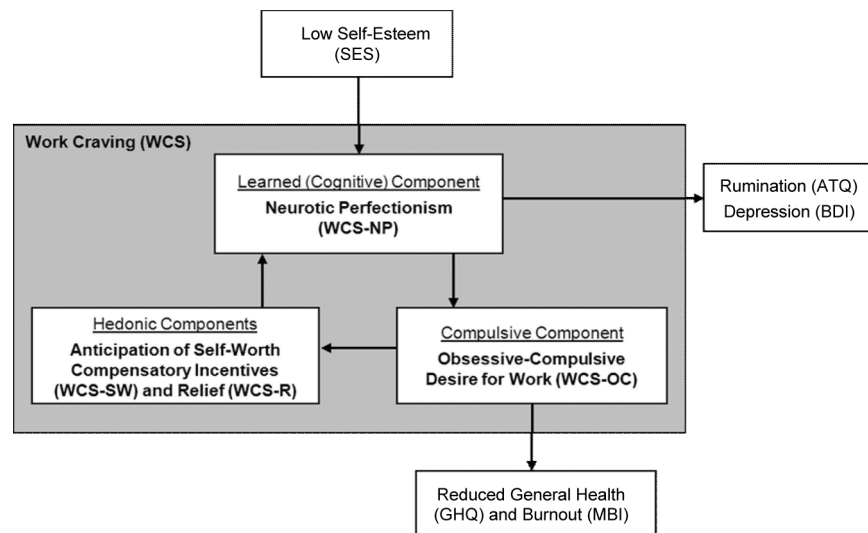 Low Self-Esteem
(SES)
Work Craving (WCS)
Learned (Cognitive) Component
Neurotic Perfectionism
(WCS-NP)
Rumination (ATQ)
Depression (BDI)
Hedonic Components
Anticipation of Self-Worth
Compensatory Incentives
(WCS-SW) and Relief (WCS-R)
Compulsive Component
Obsessive-Compulsive
Desire for Work (WCS-OC)
Reduced General Health
(GHQ) and Burnout (MBI)